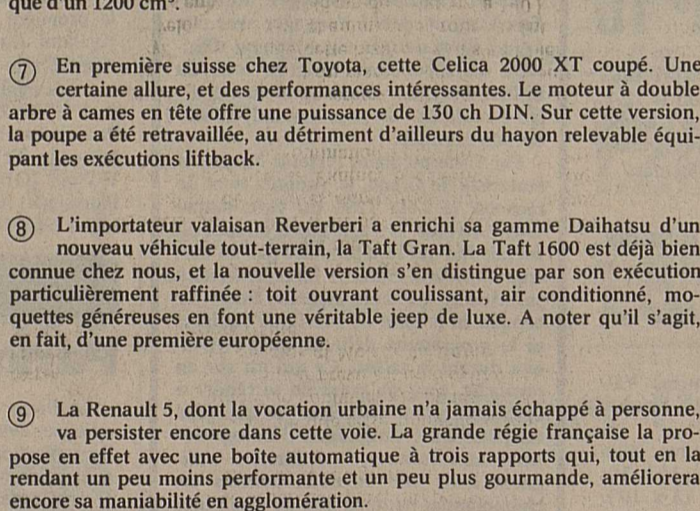 que d'un 1200 cm³.
⑦ En première suisse chez Toyota, cette Celica 2000 XT coupé. Une
certaine allure, et des performances intéressantes. Le moteur à double
arbre à cames en tête offre une puissance de 130 ch DIN. Sur cette version,
la poupe a été retravaillée, au détriment d'ailleurs du hayon relevable équi-
pant les exécutions liftback.
⑧ L'importateur valaisan Reverberi a enrichi sa gamme Daihatsu d'un
nouveau véhicule tout-terrain, la Taft Gran. La Taft 1600 est déjà bien
connue chez nous, et la nouvelle version s'en distingue par son exécution
particulièrement raffinée : toit ouvrant coulissant, air conditionné, mo-
quettes généreuses en font une véritable jeep de luxe. A noter qu'il s'agit,
en fait, d'une première européenne.
⑨ La Renault 5, dont la vocation urbaine n'a jamais échappé à personne,
va persister encore dans cette voie. La grande régie française la pro-
pose en effet avec une boîte automatique à trois rapports qui, tout en la
rendant un peu moins performante et un peu plus gourmande, améliorera
encore sa maniabilité en agglomération.